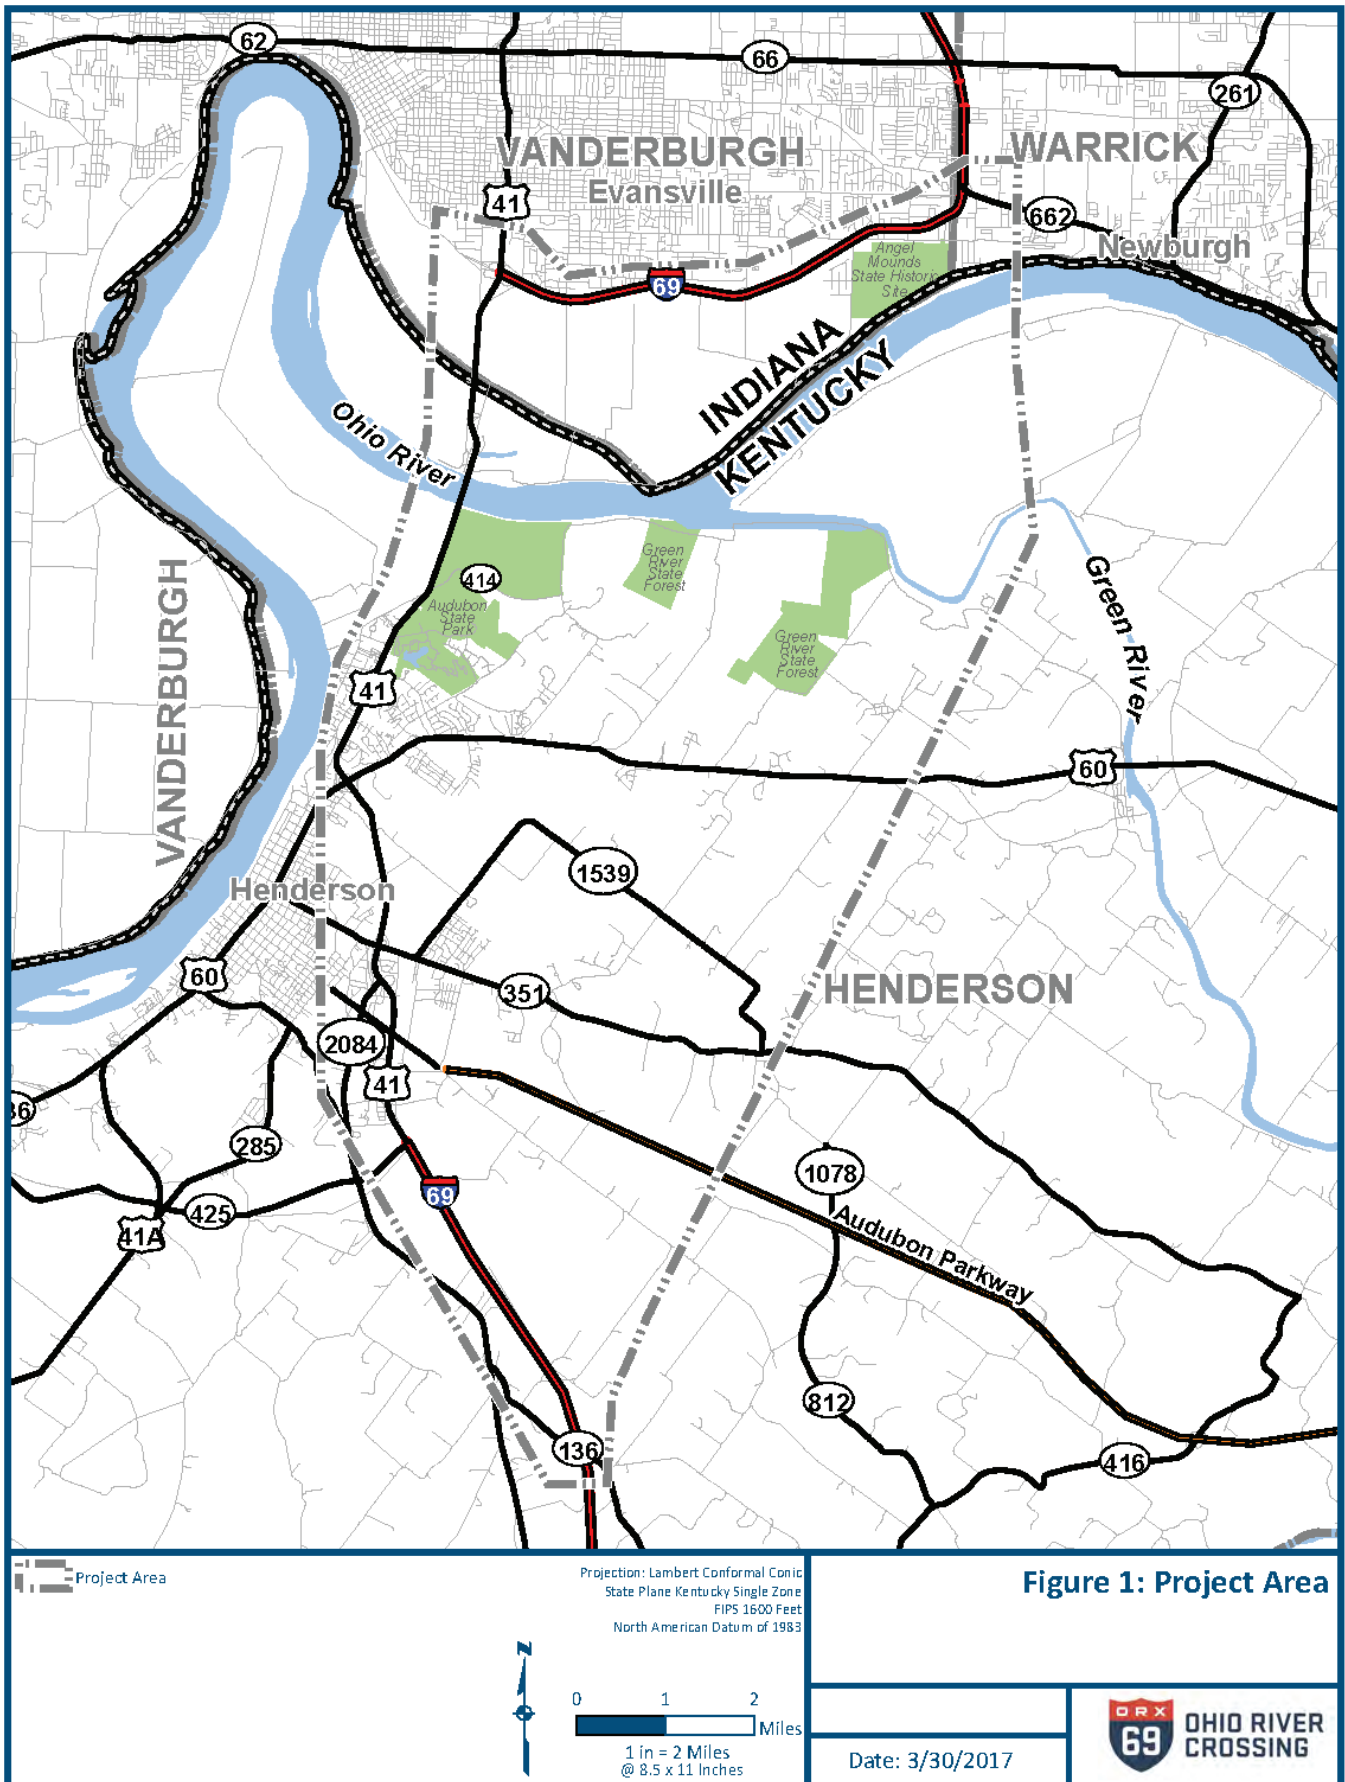 62
66
261
VANDERBURGH
Evansville
WARRICK
41
662
Newburgh
Angel
Mounds
State Historic
Site
69
INDIANA
KENTUCKY
Ohio River
Green
River
State
Forest
414
Audubon
State
Park
Green River
Green
River
State
Forest
VANDERBURGH
41
60
1539
Henderson
60
351
HENDERSON
2084
41
285
1078
69
425
41A
Audubon Parkway
812
136
416
Project Area
Projection: Lambert Conformal Conic
State Plane Kentucky Single Zone
FIPS 1600 Feet
North American Datum of 1983
N
0 1 2
Miles
1 in = 2 Miles
@ 8.5 x 11 Inches
Figure 1: Project Area
Date: 3/30/2017
ORX
69
OHIO RIVER
CROSSING